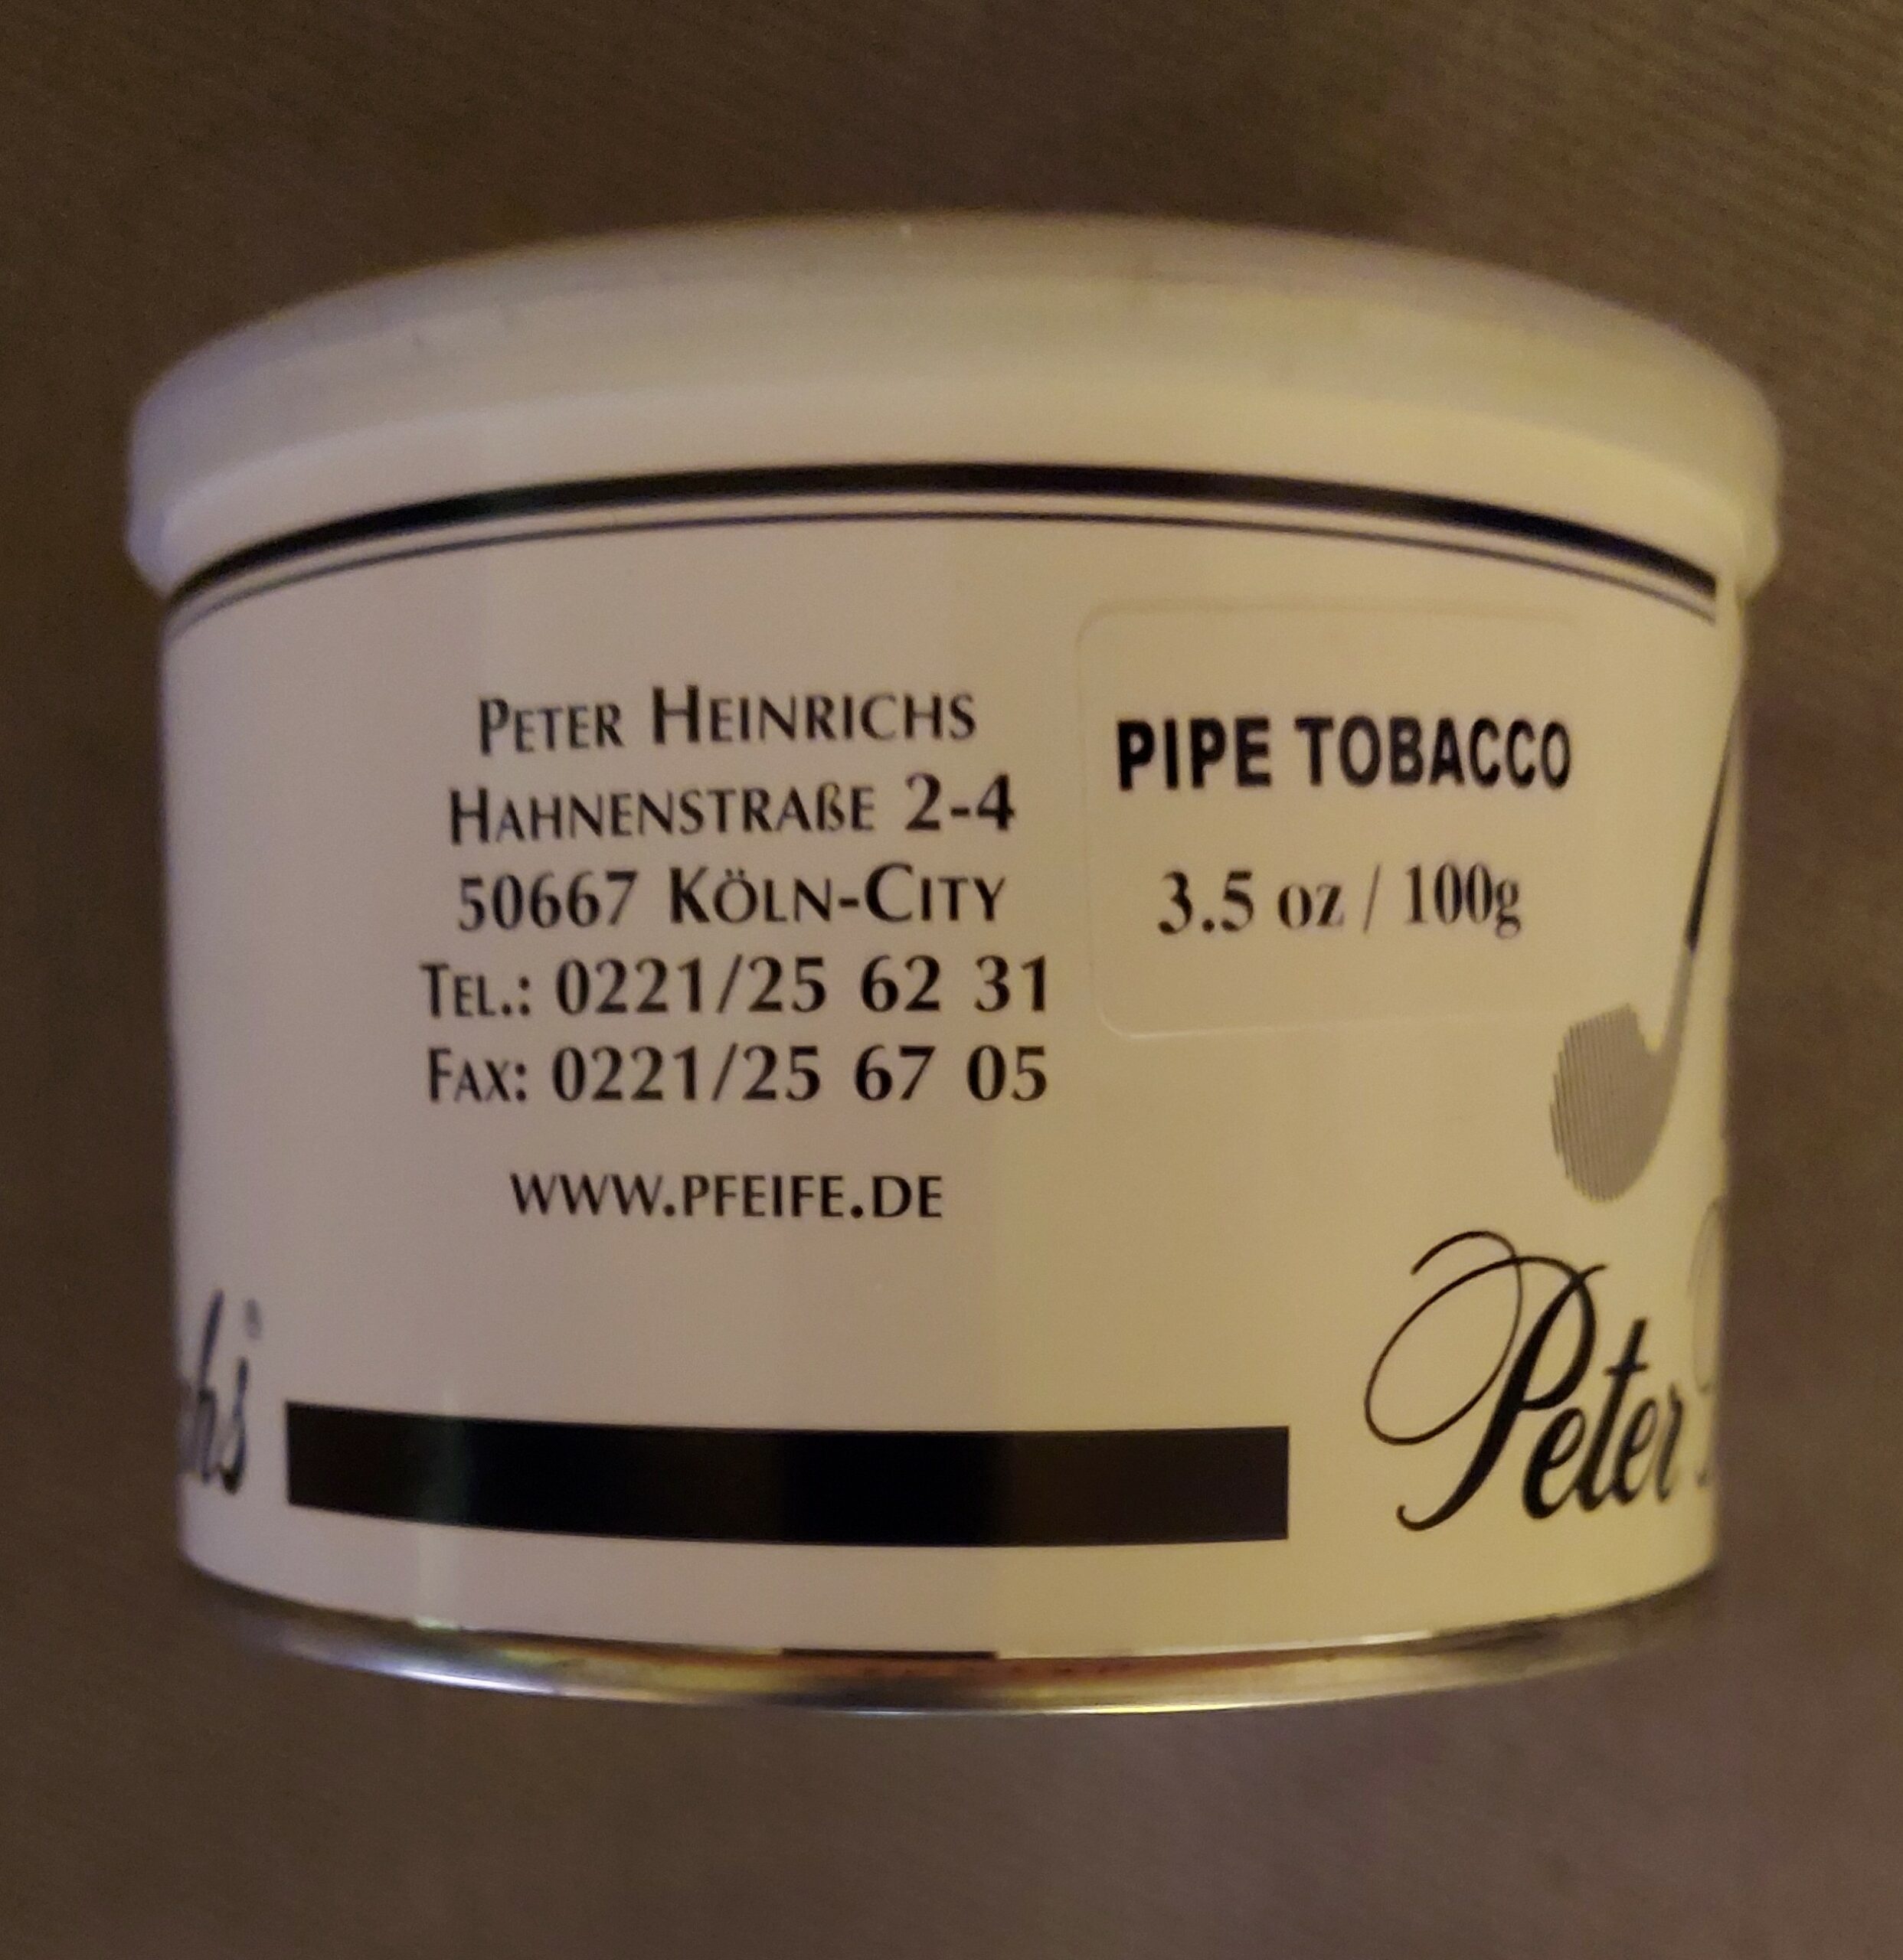 Peter Heinrichs
Hahnenstraße 2-4
50667 Köln-City
Tel.: 0221/25 62 31
Fax: 0221/25 67 05
www.pfeife.de
PIPE TOBACCO
3.5 oz / 100g
Peter